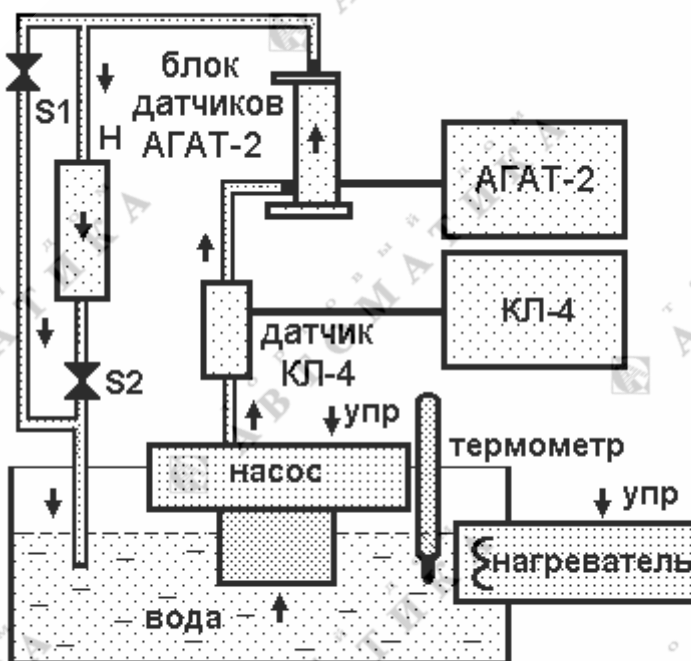 блок
датчиков
АГАТ-2
S1
Н
АГАТ-2
КЛ-4
датчик
КЛ-4
S2
упр
термометр
насос
упр
нагреватель
вода
АВТОМАТИКА